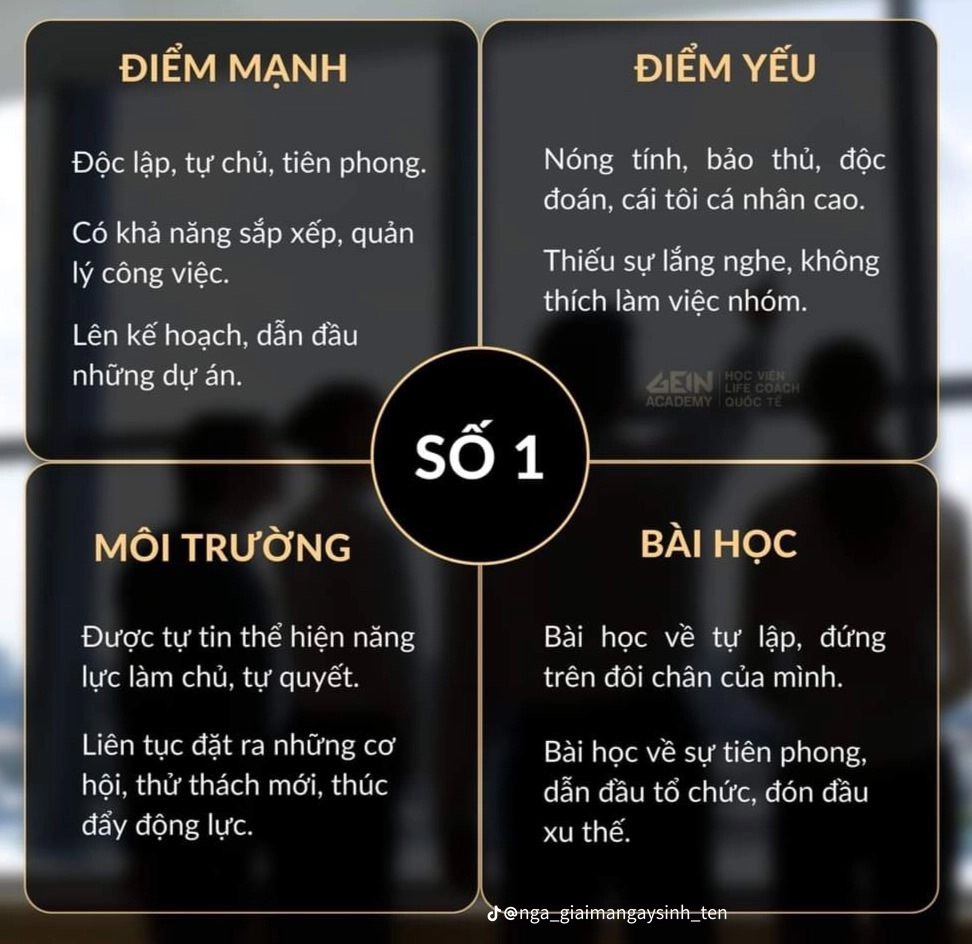 ĐIỂM MẠNH
Độc lập, tự chủ, tiên phong.
Có khả năng sắp xếp, quản
lý công việc.
Lên kế hoạch, dẫn đầu
những dự án.
ĐIỂM YẾU
Nóng tính, bảo thủ, độc
đoán, cái tôi cá nhân cao.
Thiếu sự lắng nghe, không
thích làm việc nhóm.
GEIN
ACADEMY
HỌC VIỆN
LIFE COACH
QUỐC TẾ
SỐ 1
MÔI TRƯỜNG
Được tự tin thể hiện năng
lực làm chủ, tự quyết.
Liên tục đặt ra những cơ
hội, thử thách mới, thúc
đẩy động lực.
BÀI HỌC
Bài học về tự lập, đứng
trên đôi chân của mình.
Bài học về sự tiên phong,
dẫn đầu tổ chức, đón đầu
xu thế.
@nga_giaimangaysinh_ten